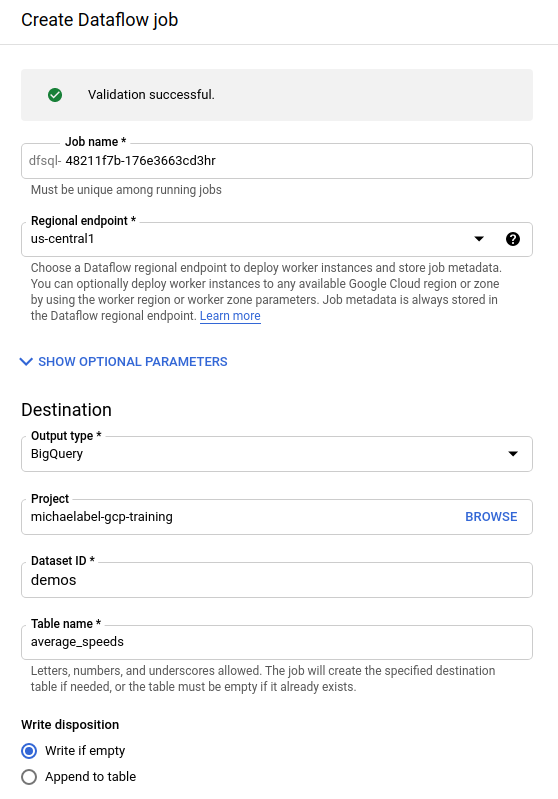 Create Dataflow job
Validation successful.
Job name *
dfsql- 48211f7b-176e3663cd3hr
Must be unique among running jobs
Regional endpoint *
us-central1
?
Choose a Dataflow regional endpoint to deploy worker instances and store job metadata.
You can optionally deploy worker instances to any available Google Cloud region or zone
by using the worker region or worker zone parameters. Job metadata is always stored in
the Dataflow regional endpoint. Learn more
SHOW OPTIONAL PARAMETERS
Destination
Output type *
BigQuery
Project
michaelabel-gcp-training
BROWSE
Dataset ID *
demos
Table name *
average_speeds
Letters, numbers, and underscores allowed. The job will create the specified destination
table if needed, or the table must be empty if it already exists.
Write disposition
Write if empty
Append to table